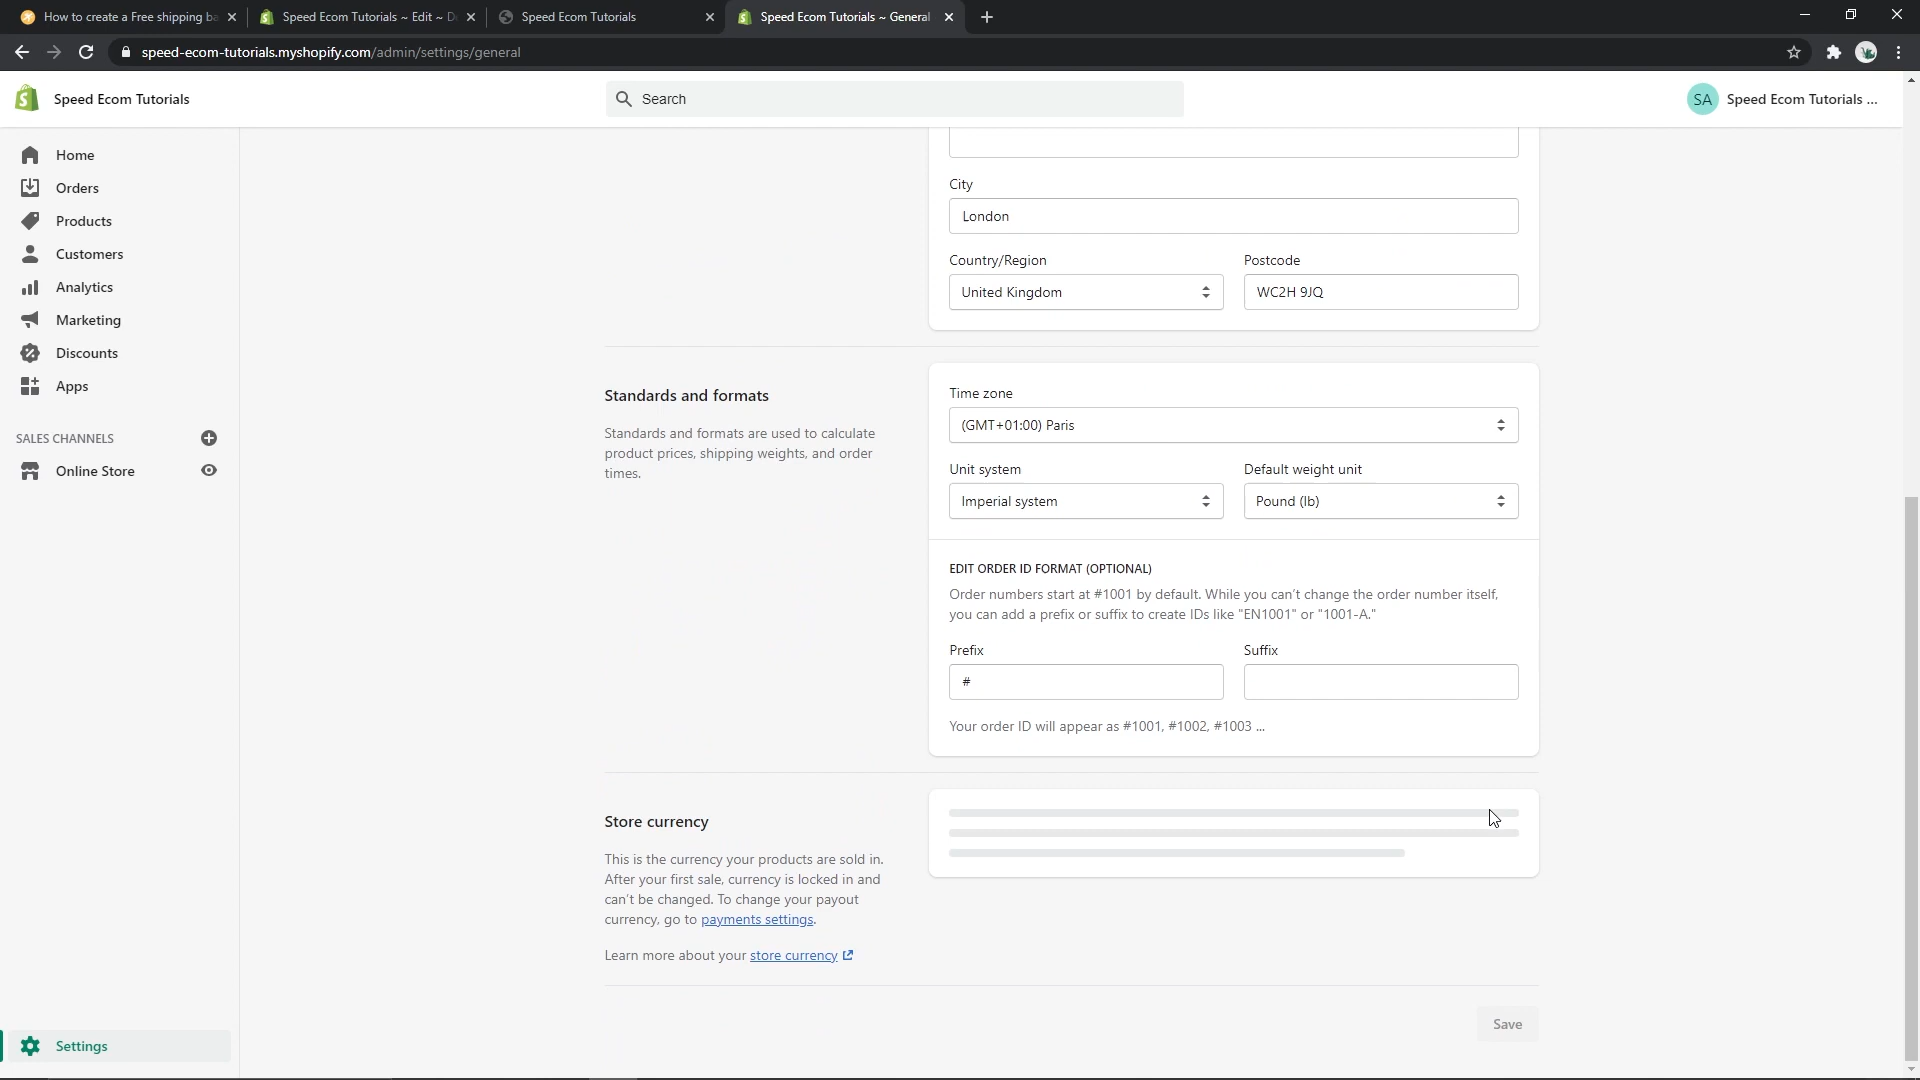 How to create a Free shipping ba
Speed Ecom Tutorials ~ Edit ~ D
Speed Ecom Tutorials
Speed Ecom Tutorials ~ General
speed-ecom-tutorials.myshopify.com/admin/settings/general
Speed Ecom Tutorials
Search
SA
Speed Ecom Tutorials ...
Home
Orders
Products
Customers
Analytics
Marketing
Discounts
Apps
SALES CHANNELS
Online Store
Settings
City
London
Country/Region
Postcode
United Kingdom
WC2H 9JQ
Standards and formats
Standards and formats are used to calculate
product prices, shipping weights, and order
times.
Time zone
(GMT+01:00) Paris
Unit system
Default weight unit
Imperial system
Pound (lb)
EDIT ORDER ID FORMAT (OPTIONAL)
Order numbers start at #1001 by default. While you can't change the order number itself,
you can add a prefix or suffix to create IDs like "EN1001" or "1001-A."
Prefix
Suffix
#
Your order ID will appear as #1001, #1002, #1003 ...
Store currency
This is the currency your products are sold in.
After your first sale, currency is locked in and
can't be changed. To change your payout
currency, go to payments settings.
Learn more about your store currency
Save